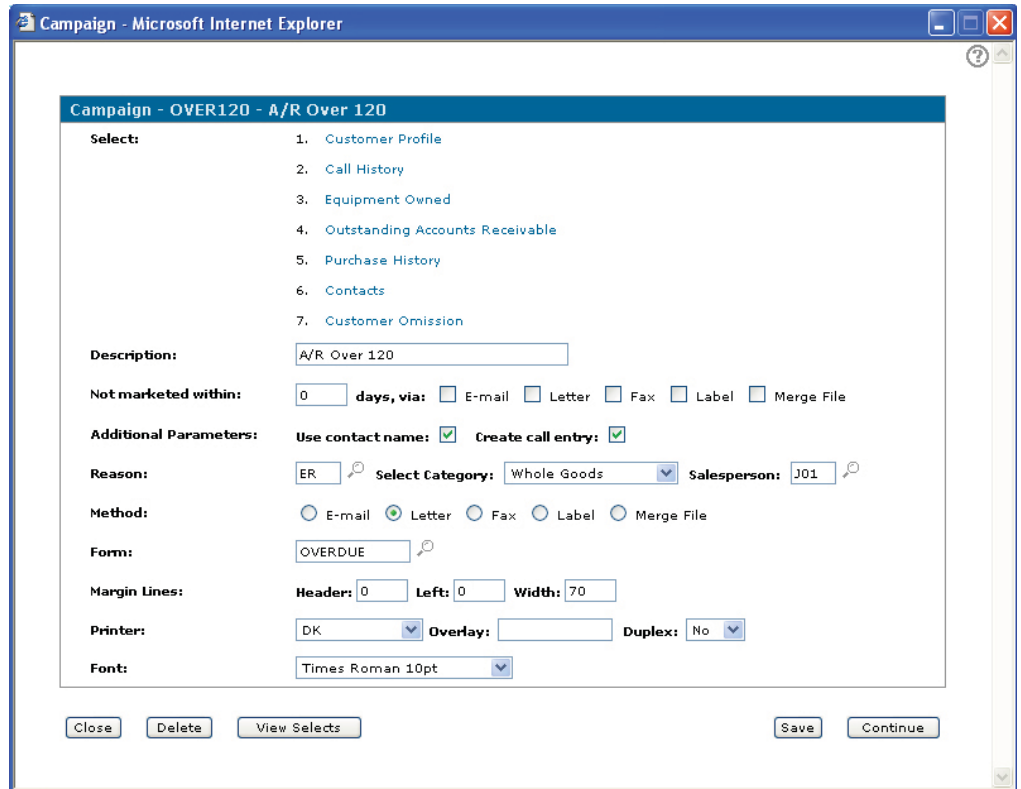 Campaign - Microsoft Internet Explorer
?
Campaign - OVER120 - A/R Over 120
Select: 1. Customer Profile
2. Call History
3. Equipment Owned
4. Outstanding Accounts Receivable
5. Purchase History
6. Contacts
7. Customer Omission
Description: A/R Over 120
Not marketed within: 0 days, via: E-mail Letter Fax Label Merge File
Additional Parameters: Use contact name: Create call entry:
Reason: ER Select Category: Whole Goods Salesperson: J01
Method: E-mail Letter Fax Label Merge File
Form: OVERDUE
Margin Lines: Header: 0 Left: 0 Width: 70
Printer: DK Overlay: Duplex: No
Font: Times Roman 10pt
Close Delete View Selects Save Continue